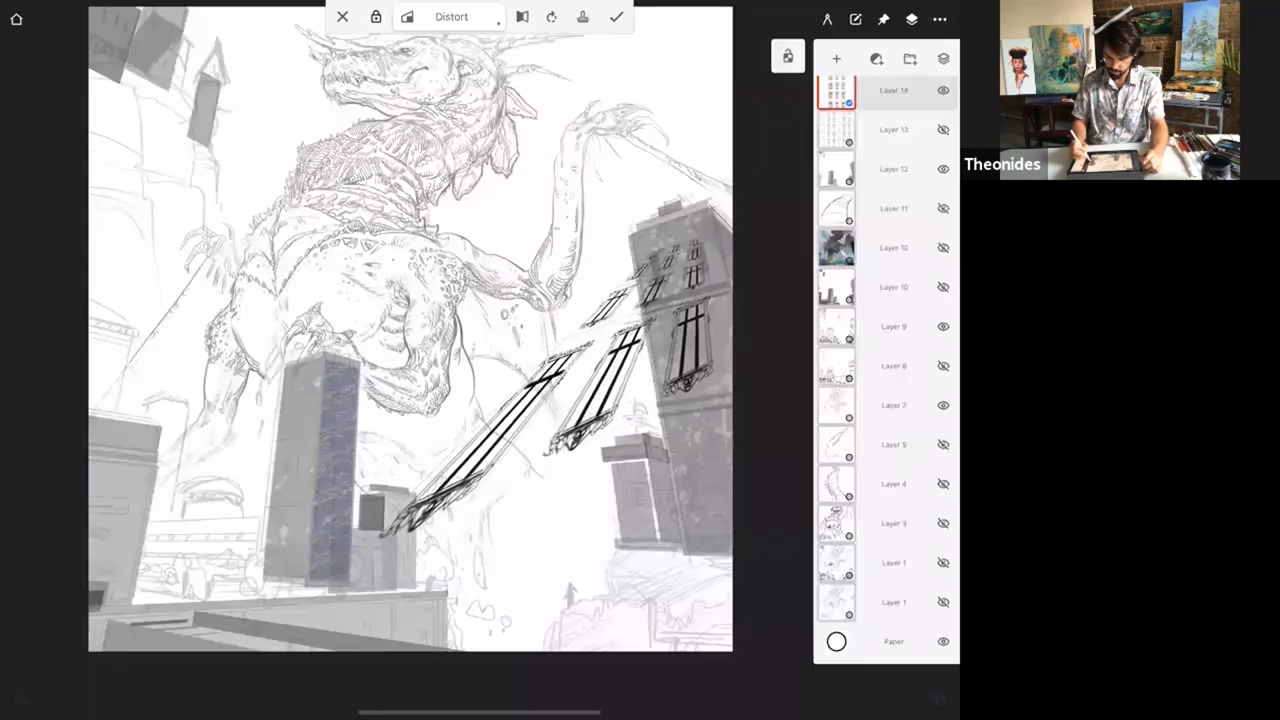 Distort
Layer 14
Layer 13
Layer 12
Layer 11
Layer 10
Layer 10
Layer 9
Layer 8
Layer 7
Layer 5
Layer 4
Layer 3
Layer 1
Layer 1
Paper
Theonides